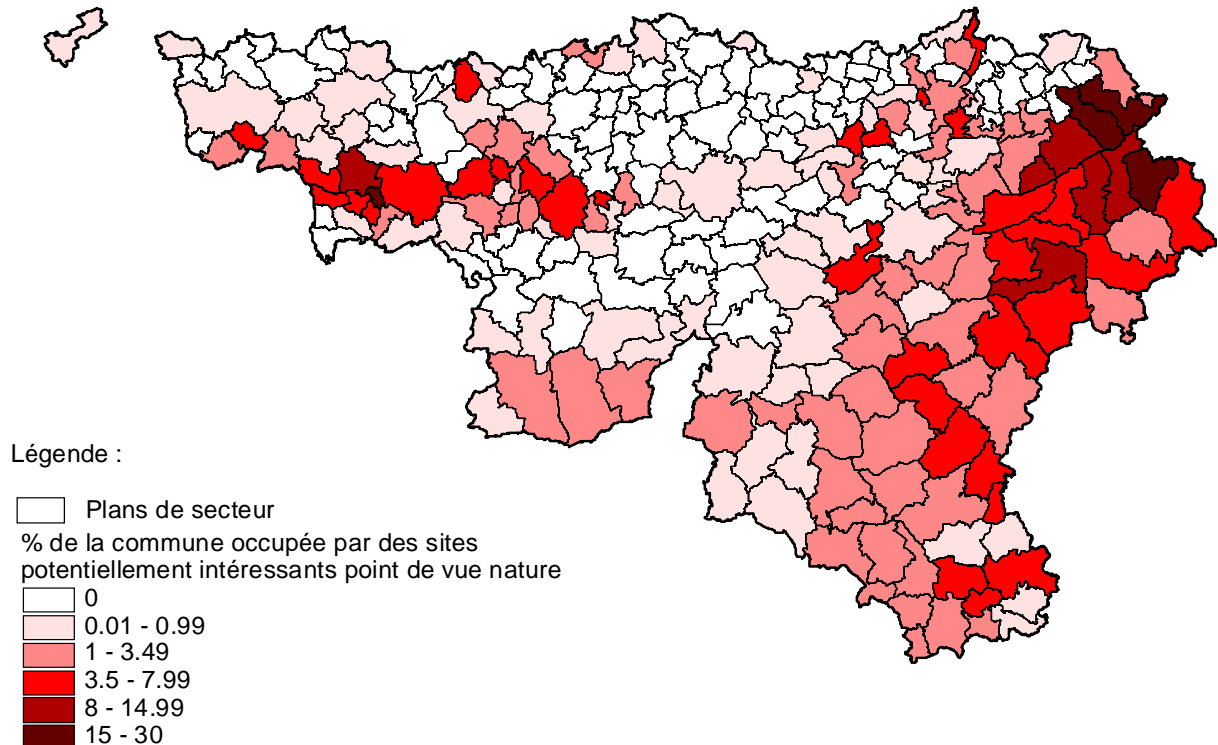 Légende :
Plans de secteur
% de la commune occupée par des sites
potentiellement intéressants point de vue nature
0
0.01 - 0.99
1 - 3.49
3.5 - 7.99
8 - 14.99
15 - 30